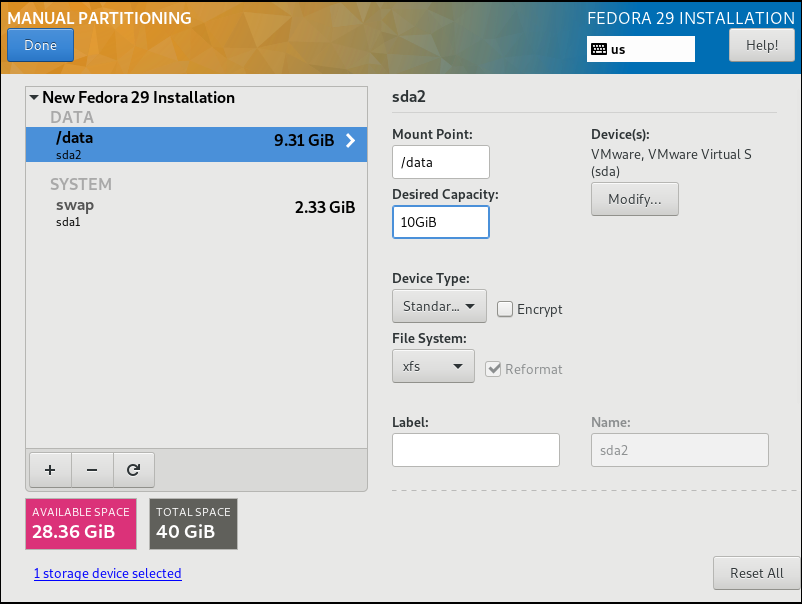 MANUAL PARTITIONING
FEDORA 29 INSTALLATION
Done
us
Help!
New Fedora 29 Installation
DATA
/data
9.31 GiB
sda2
SYSTEM
swap
2.33 GiB
sda1
sda2
Mount Point:
/data
Device(s):
VMware, VMware Virtual S
(sda)
Modify...
Desired Capacity:
10GiB
Device Type:
Standar...
Encrypt
File System:
xfs
Reformat
Label:
Name:
sda2
AVAILABLE SPACE
28.36 GiB
TOTAL SPACE
40 GiB
1 storage device selected
Reset All